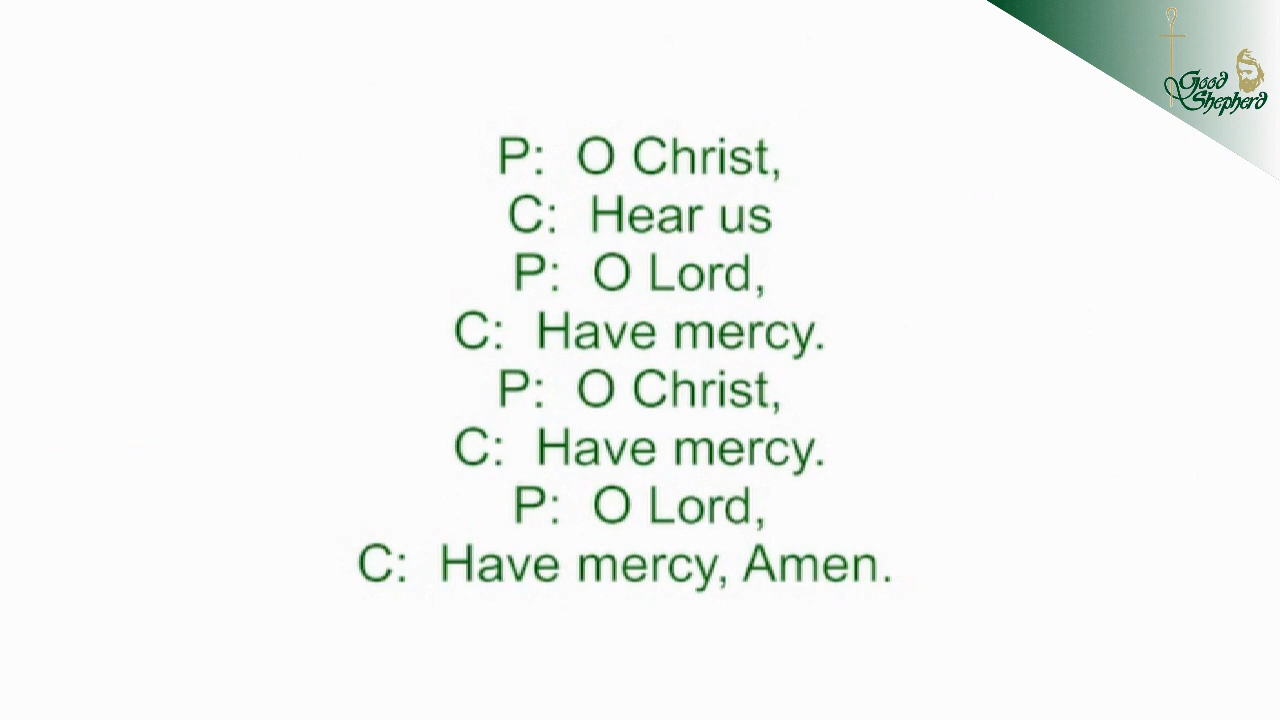 Good
Shepherd
P: O Christ,
C: Hear us
P: O Lord,
C: Have mercy.
P: O Christ,
C: Have mercy.
P: O Lord,
C: Have mercy, Amen.